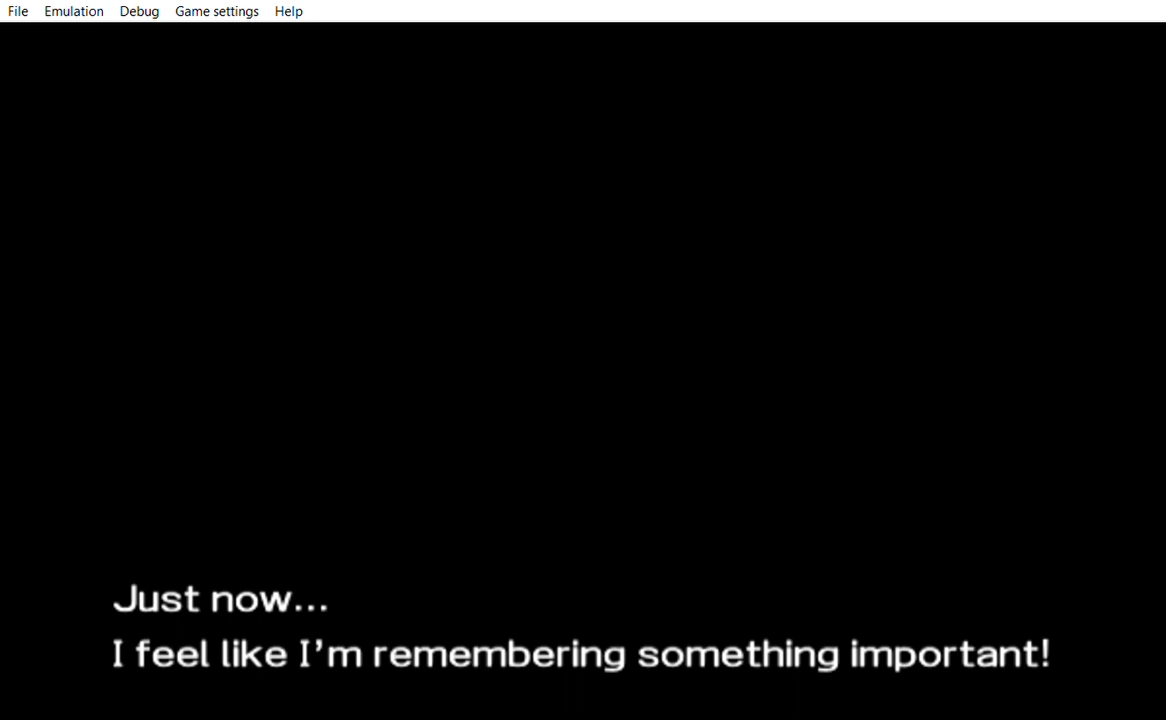 File Emulation Debug Game settings Help
Just now...
I feel like I'm remembering something important!